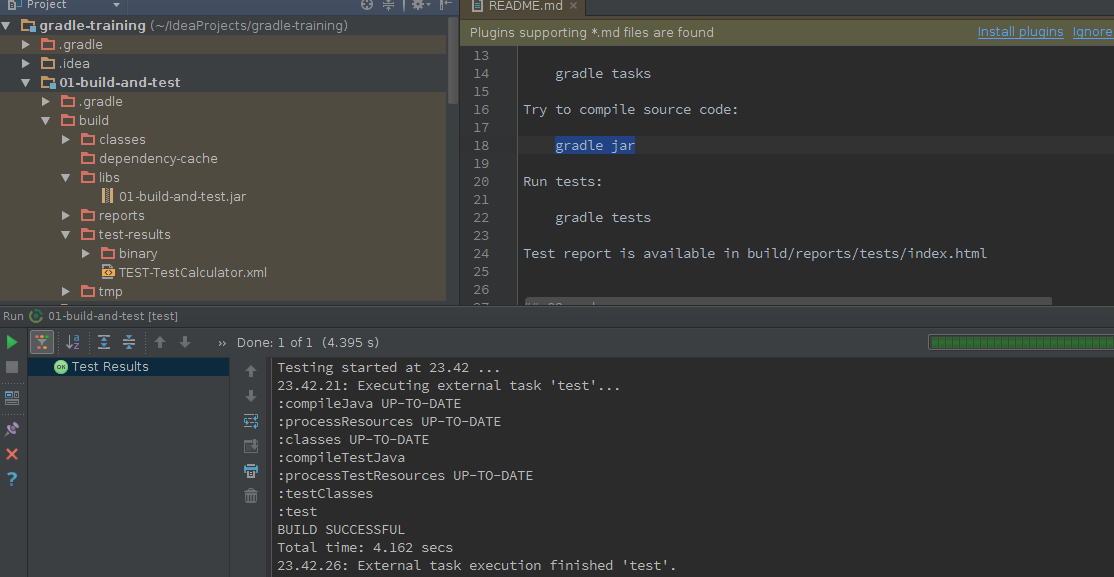 Project
gradle-training (~/IdeaProjects/gradle-training)
.gradle
.idea
01-build-and-test
.gradle
build
classes
dependency-cache
libs
01-build-and-test.jar
reports
test-results
binary
TEST-TestCalculator.xml
tmp
README.md
Plugins supporting *.md files are found Install plugins Ignore
13
14 gradle tasks
15
16 Try to compile source code:
17
18 gradle jar
19
20 Run tests:
21
22 gradle tests
23
24 Test report is available in build/reports/tests/index.html
25
26
Run 01-build-and-test [test]
Done: 1 of 1 (4.395 s)
OK Test Results
Testing started at 23.42 ...
23.42.21: Executing external task 'test'...
:compileJava UP-TO-DATE
:processResources UP-TO-DATE
:classes UP-TO-DATE
:compileTestJava
:processTestResources UP-TO-DATE
:testClasses
:test
BUILD SUCCESSFUL
Total time: 4.162 secs
23.42.26: External task execution finished 'test'.